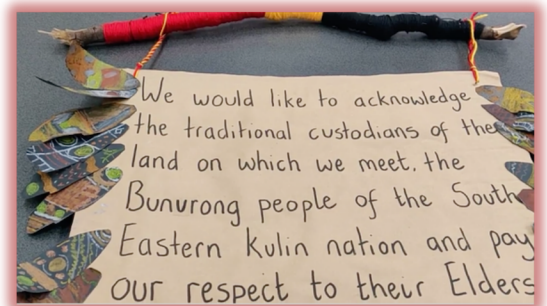 We would like to acknowledge
the traditional custodians of the
land on which we meet, the
Bunurong people of the South
Eastern kulin nation and pay
our respect to their Elders